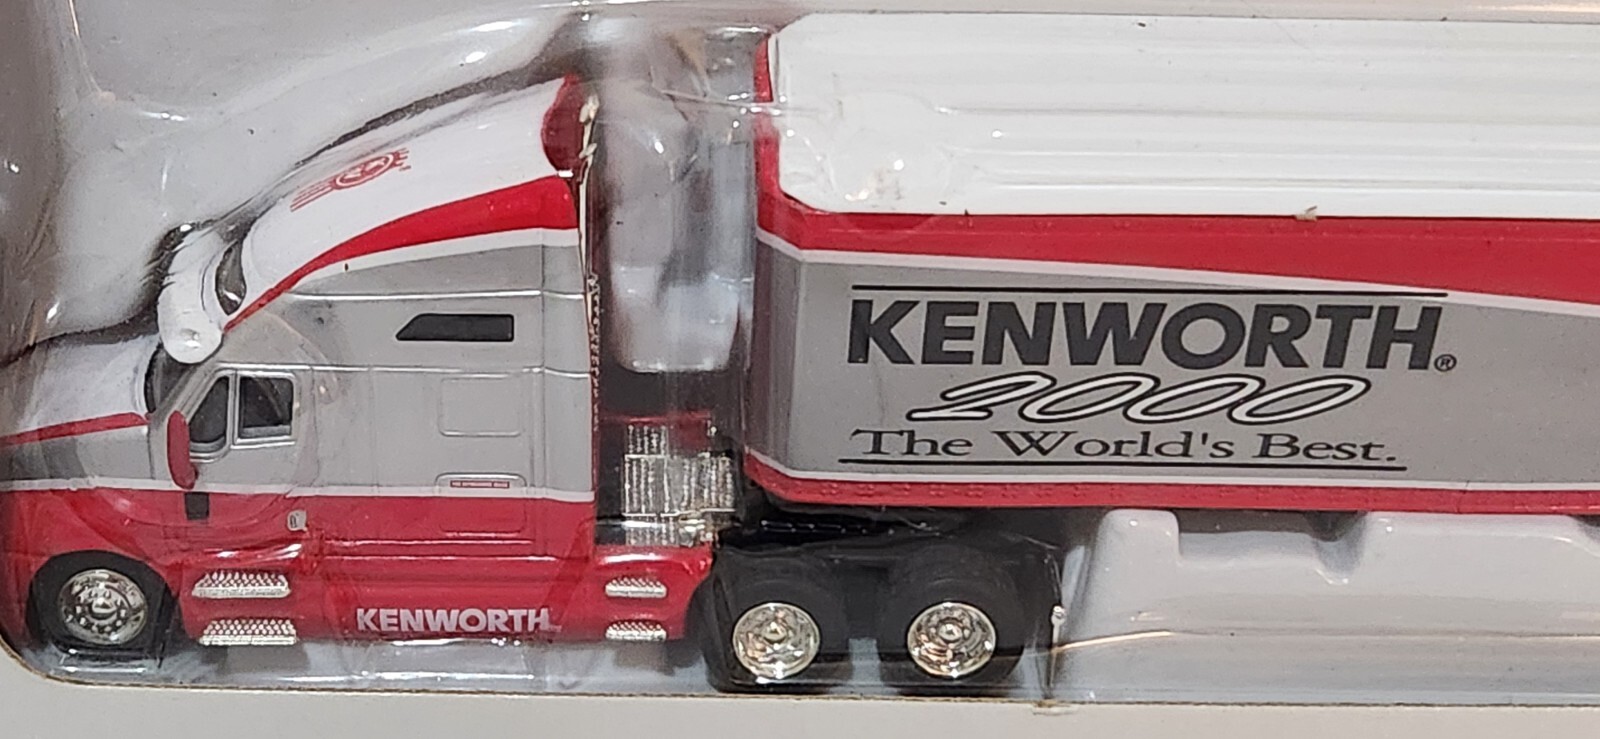 KENWORTH®
2000
The World's Best.
KENWORTH